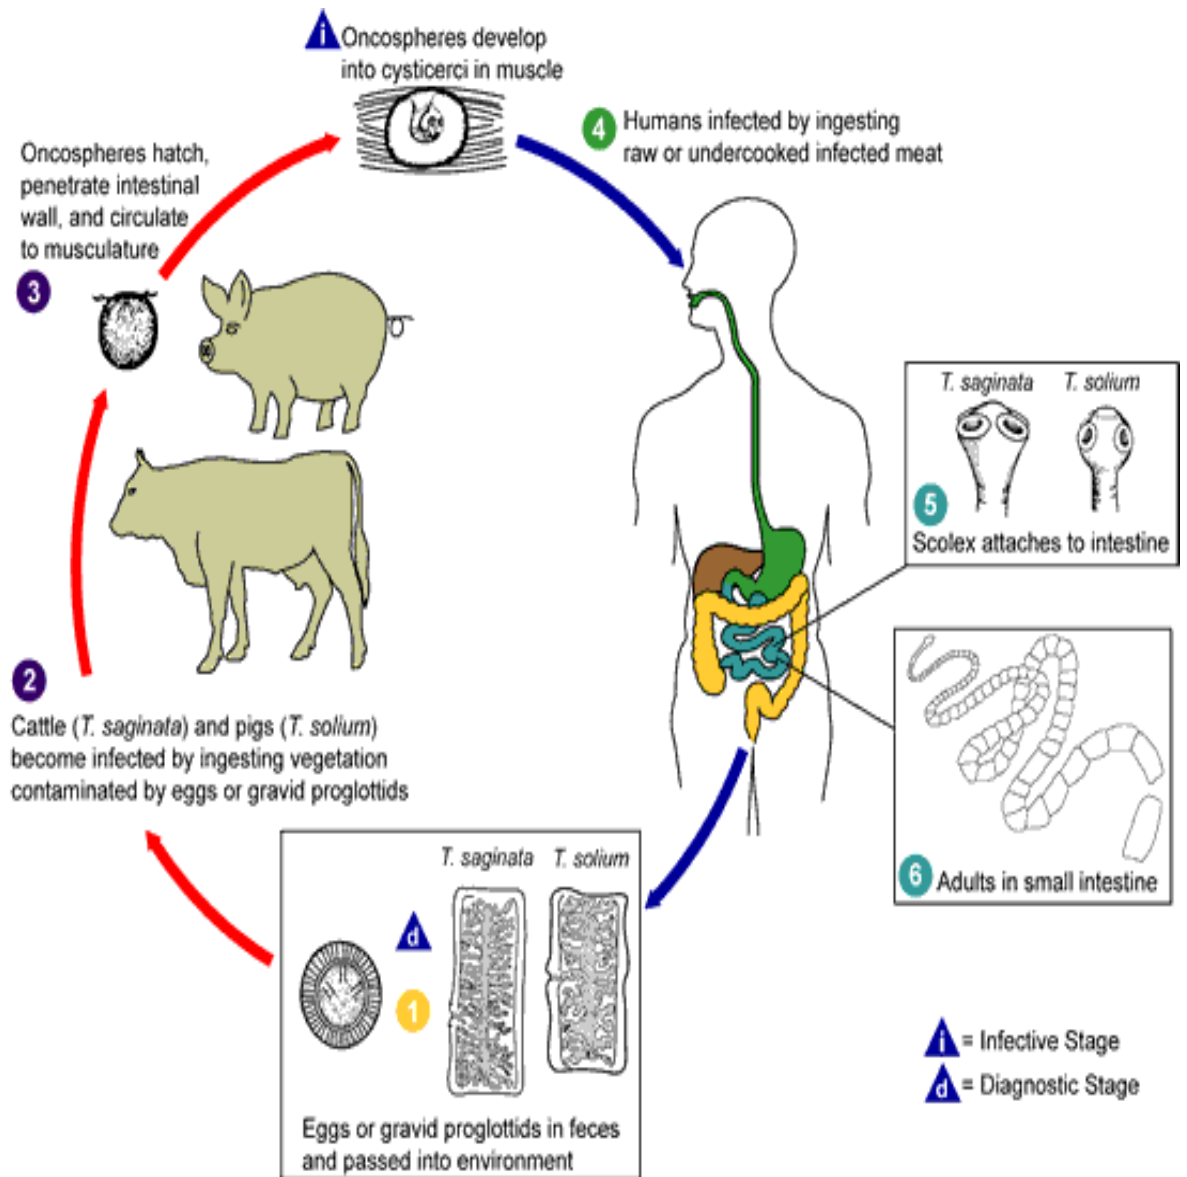 i
Oncospheres develop
into cysticerci in muscle
4
Humans infected by ingesting
raw or undercooked infected meat
Oncospheres hatch,
penetrate intestinal
wall, and circulate
to musculature
3
T. saginata T. solium
5
Scolex attaches to intestine
2
Cattle (T. saginata) and pigs (T. solium)
become infected by ingesting vegetation
contaminated by eggs or gravid proglottids
6
Adults in small intestine
T. saginata T. solium
d
1
Eggs or gravid proglottids in feces
and passed into environment
i = Infective Stage
d = Diagnostic Stage